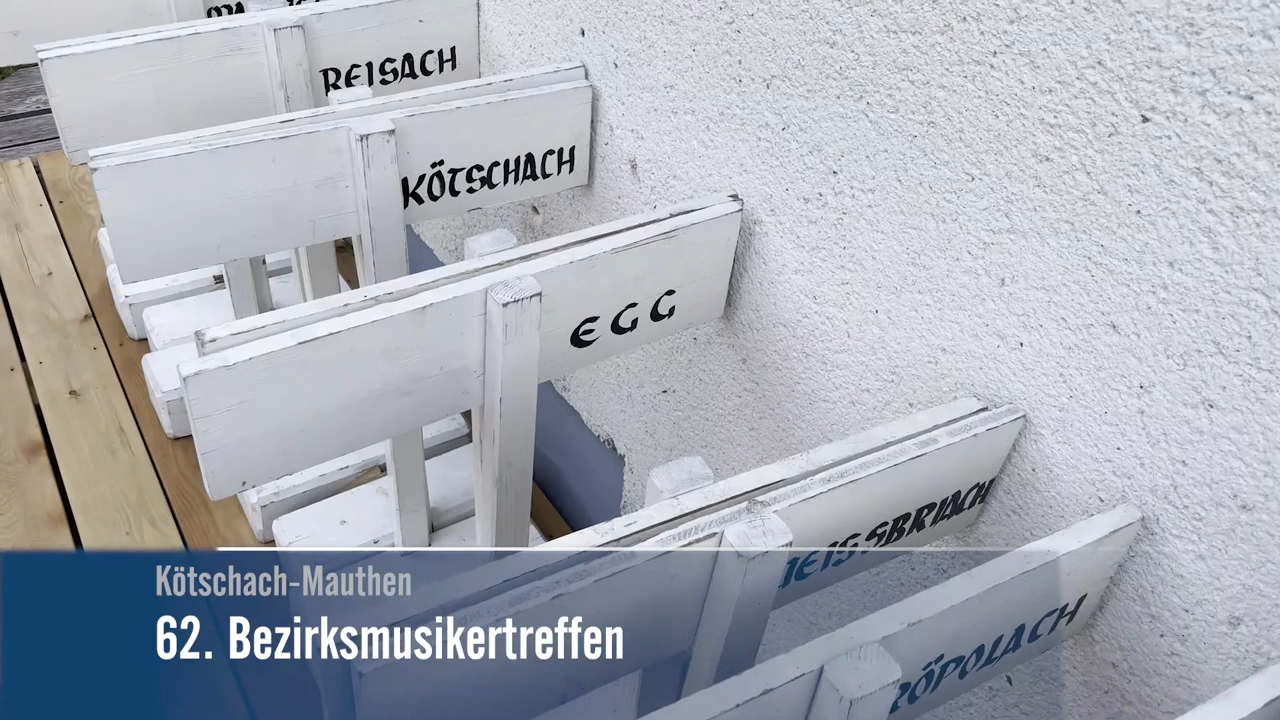 REISACH
KÖTSCHACH
EGG
Kötschach-Mauthen
62. Bezirksmusikertreffen